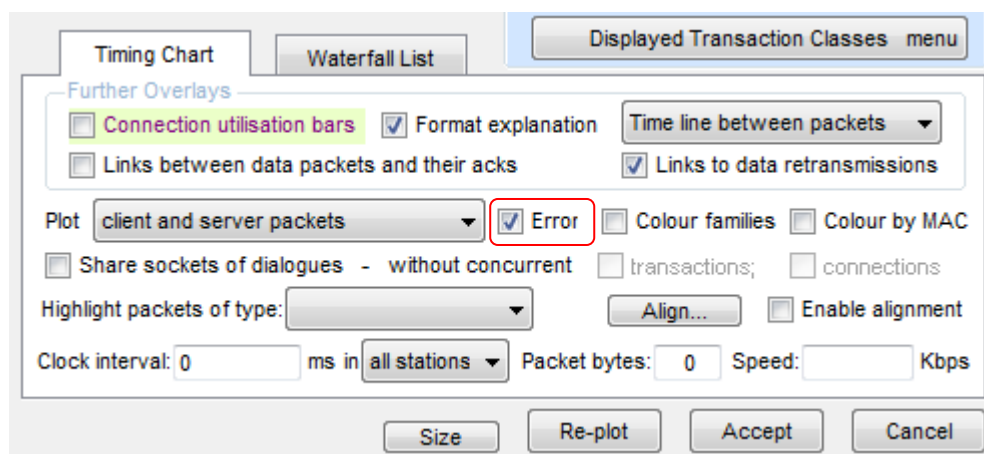 Displayed Transaction Classes menu
Timing Chart Waterfall List
Further Overlays
Connection utilisation bars Format explanation Time line between packets
Links between data packets and their acks Links to data retransmissions
Plot client and server packets Error Colour families Colour by MAC
Share sockets of dialogues - without concurrent transactions; connections
Highlight packets of type: Align... Enable alignment
Clock interval: 0 ms in all stations Packet bytes: 0 Speed: Kbps
Size Re-plot Accept Cancel